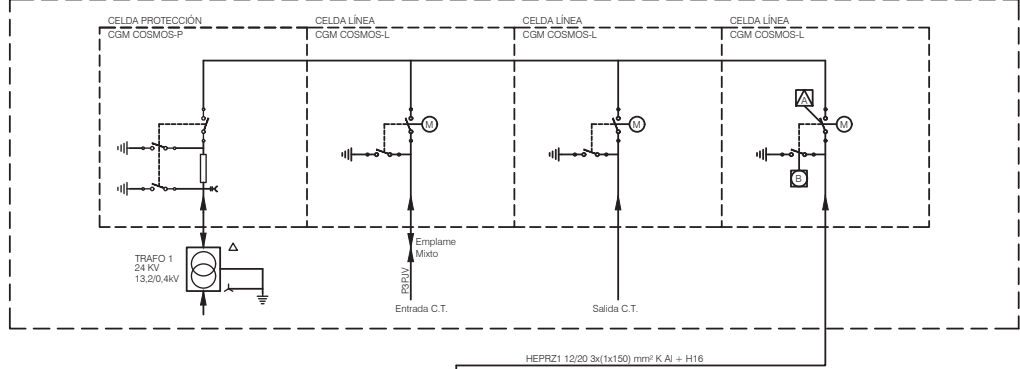 CELDA PROTECCIÓN
CGM COSMOS-P
CELDA LÍNEA
CGM COSMOS-L
CELDA LÍNEA
CGM COSMOS-L
CELDA LÍNEA
CGM COSMOS-L
A
M
M
M
B
TRAFO 1
24 KV
13,2/0,4kV
Emplame
Mixto
P3PJV
Entrada C.T.
Salida C.T.
HEPRZ1 12/20 3x(1x150) mm² K Al + H16